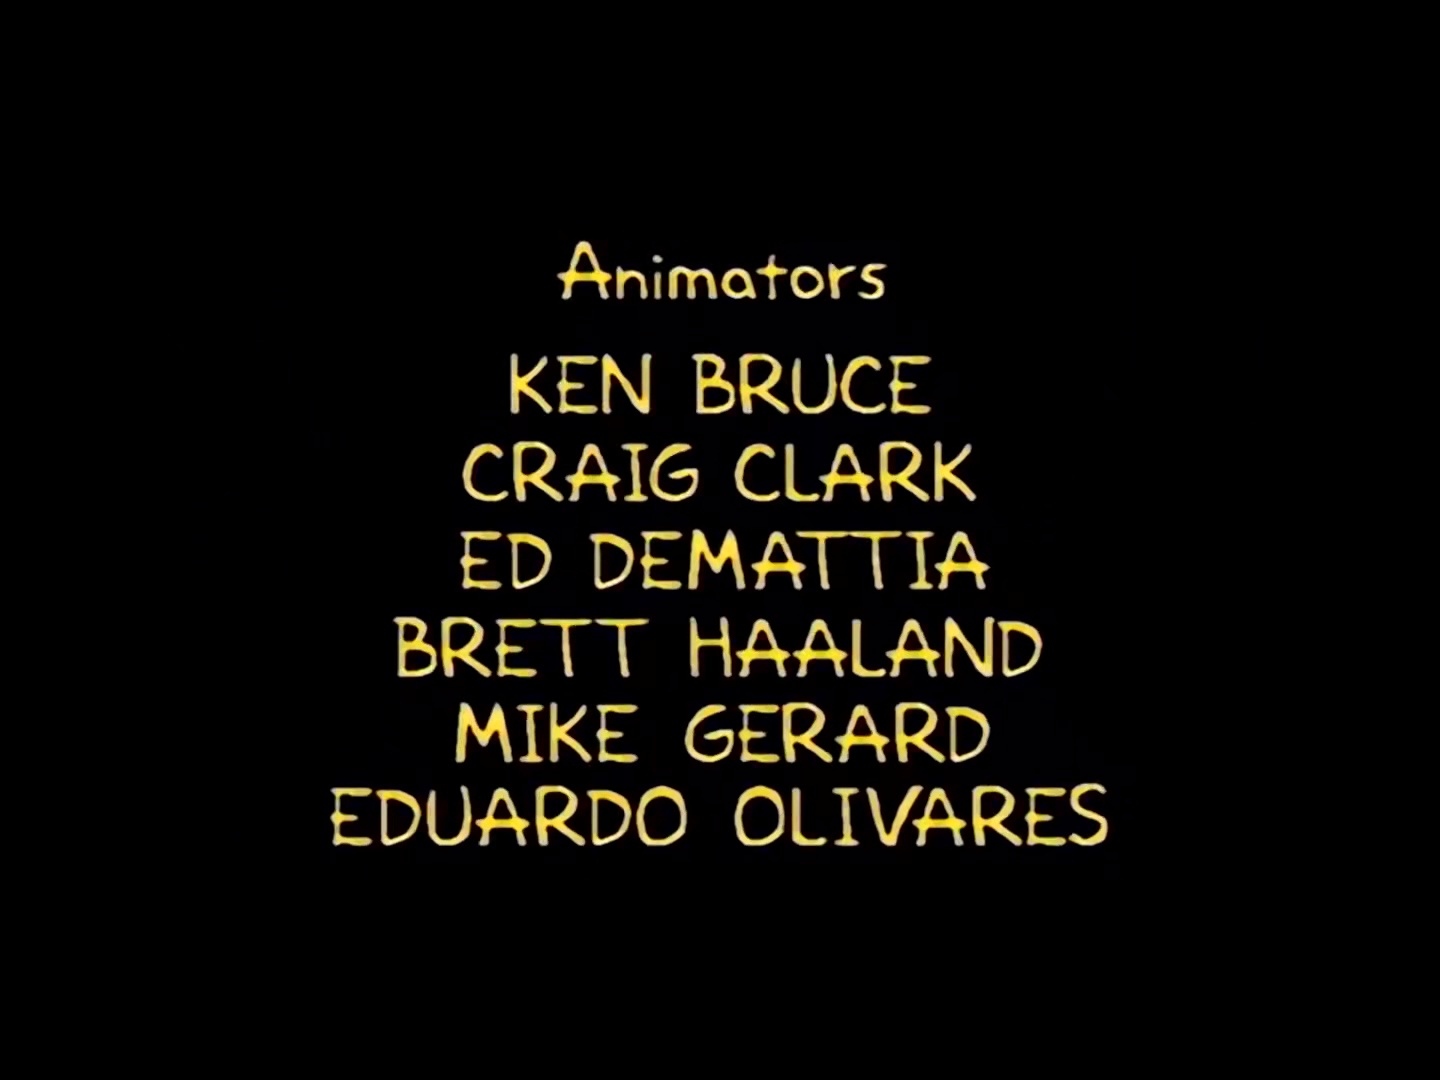 Animators
KEN BRUCE
CRAIG CLARK
ED DEMATTIA
BRETT HAALAND
MIKE GERARD
EDUARDO OLIVARES